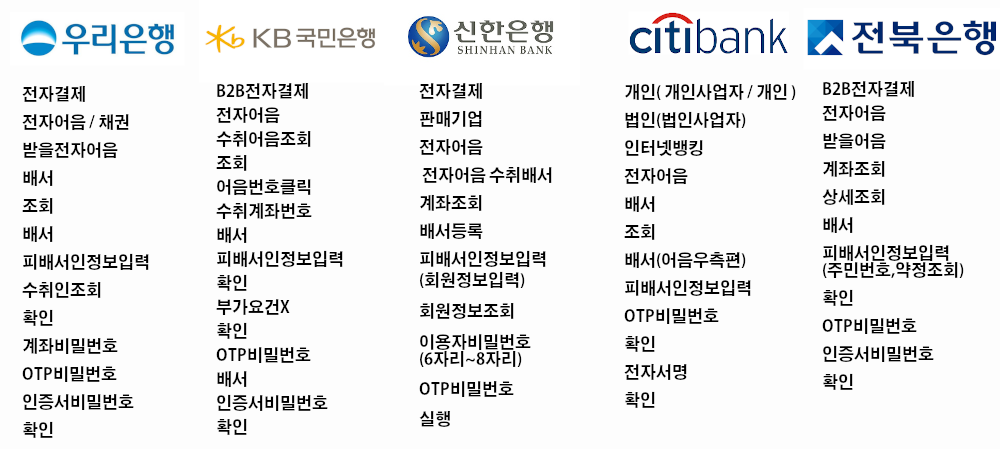 우리은행
전자결제
전자어음 / 채권
받을전자어음
배서
조회
배서
피배서인정보입력
수취인조회
확인
계좌비밀번호
OTP비밀번호
인증서비밀번호
확인
KB국민은행
B2B전자결제
전자어음
수취어음조회
조회
어음번호클릭
수취계좌번호
배서
피배서인정보입력
확인
부가요건X
확인
OTP비밀번호
배서
인증서비밀번호
확인
신한은행
SHINHAN BANK
전자결제
판매기업
전자어음
전자어음 수취배서
계좌조회
배서등록
피배서인정보입력
(회원정보입력)
회원정보조회
이용자비밀번호
(6자리~8자리)
OTP비밀번호
실행
citibank
개인( 개인사업자 / 개인 )
법인(법인사업자)
인터넷뱅킹
전자어음
배서
조회
배서(어음우측편)
피배서인정보입력
OTP비밀번호
확인
전자서명
확인
전북은행
B2B전자결제
전자어음
받을어음
계좌조회
상세조회
배서
피배서인정보입력
(주민번호,약정조회)
확인
OTP비밀번호
인증서비밀번호
확인